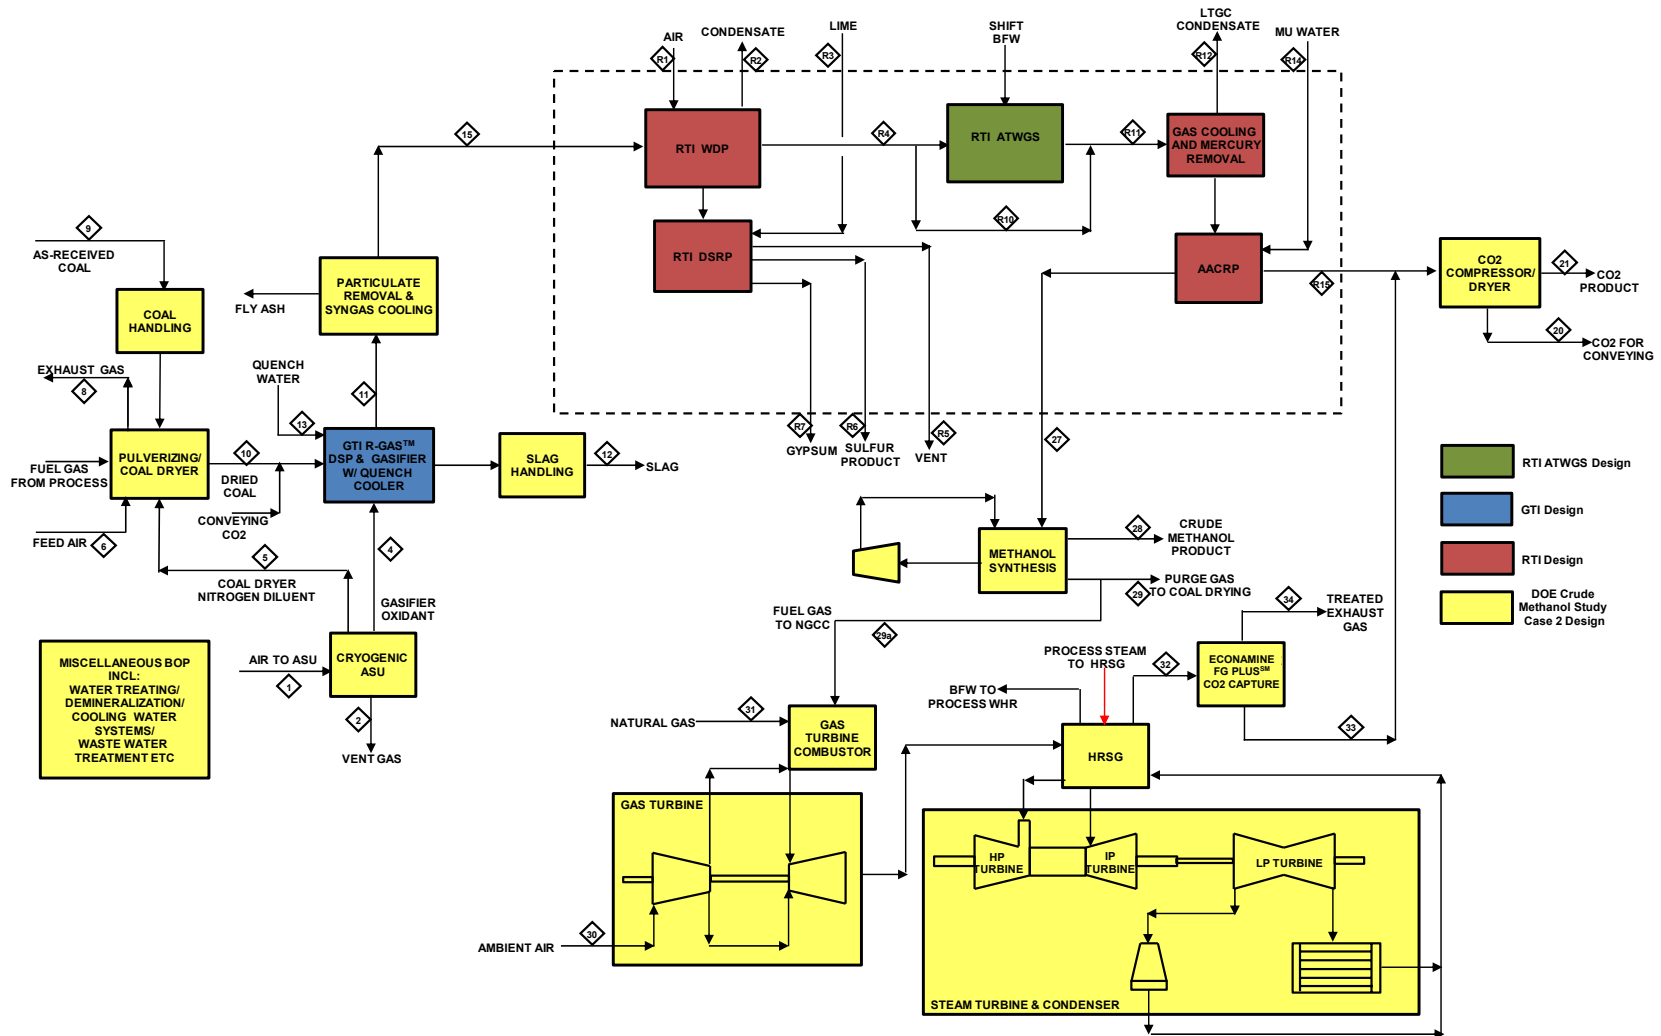 LTGC
CONDENSATE
SHIFT
BFW
LIME
MU WATER
AIR
CONDENSATE
R1
R2
R3
R12
R14
15
RTI WDP
R4
RTI ATWGS
R11
GAS COOLING
AND MERCURY
REMOVAL
R10
9
AS-RECEIVED
COAL
COAL
HANDLING
PARTICULATE
REMOVAL &
SYNGAS COOLING
FLY ASH
RTI DSRP
AACRP
R15
CO2
COMPRESSOR/
DRYER
21
CO2
PRODUCT
20
CO2 FOR
CONVEYING
EXHAUST GAS
8
QUENCH
WATER
11
13
PULVERIZING/
COAL DRYER
10
DRIED
COAL
GTI R-GAS™
DSP & GASIFIER
W/ QUENCH
COOLER
SLAG
HANDLING
12
SLAG
R7
R6
R5
GYPSUM
SULFUR
PRODUCT
VENT
27
FUEL GAS
FROM PROCESS
CONVEYING
CO2
FEED AIR
6
5
4
COAL DRYER
NITROGEN DILUENT
GASIFIER
OXIDANT
METHANOL
SYNTHESIS
28
CRUDE
METHANOL
PRODUCT
PURGE GAS
TO COAL DRYING
29
FUEL GAS
TO NGCC
29a
RTI ATWGS Design
GTI Design
RTI Design
DOE Crude
Methanol Study
Case 2 Design
34
TREATED
EXHAUST
GAS
MISCELLANEOUS BOP
INCL:
WATER TREATING/
DEMINERALIZATION/
COOLING WATER
SYSTEMS/
WASTE WATER
TREATMENT ETC
AIR TO ASU
1
CRYOGENIC
ASU
2
VENT GAS
PROCESS STEAM
TO HRSG
32
ECONAMINE
FG PLUS℠
CO2 CAPTURE
33
BFW TO
PROCESS WHR
NATURAL GAS
31
GAS
TURBINE
COMBUSTOR
HRSG
GAS TURBINE
HP
TURBINE
IP
TURBINE
LP TURBINE
AMBIENT AIR
30
STEAM TURBINE & CONDENSER